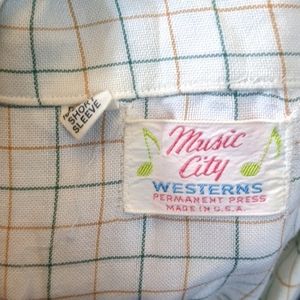 SHORT
SLEEVE
Music
City
WESTERNS
PERMANENT PRESS
MADE IN U.S.A.